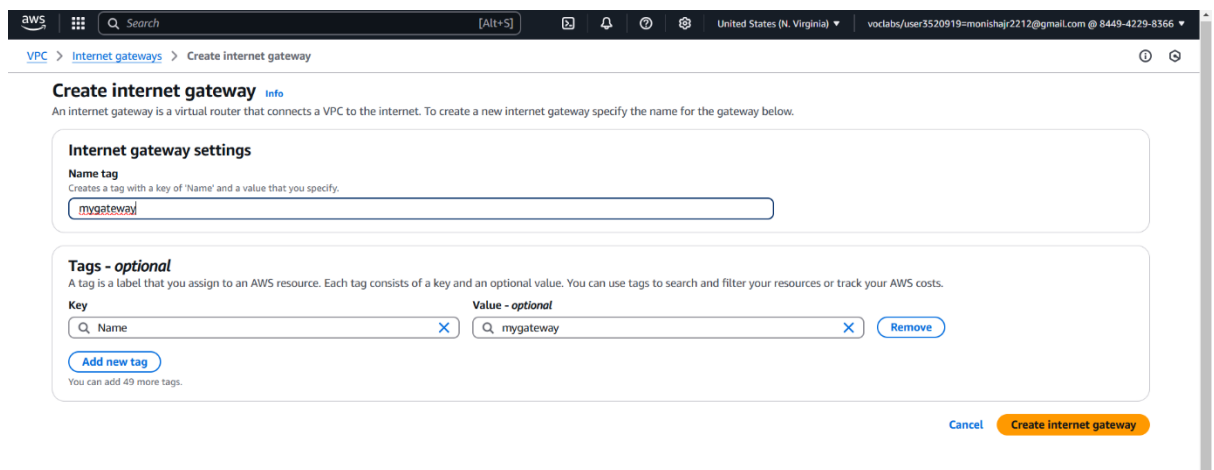 aws
Search [Alt+S] United States (N. Virginia) ▼ voclabs/user3520919=monishajr2212@gmail.com @ 8449-4229-8366 ▼
VPC > Internet gateways > Create internet gateway
Create internet gateway Info
An internet gateway is a virtual router that connects a VPC to the internet. To create a new internet gateway specify the name for the gateway below.
Internet gateway settings
Name tag
Creates a tag with a key of 'Name' and a value that you specify.
mygateway
Tags - optional
A tag is a label that you assign to an AWS resource. Each tag consists of a key and an optional value. You can use tags to search and filter your resources or track your AWS costs.
Key Value - optional
Name mygateway Remove
Add new tag
You can add 49 more tags.
Cancel Create internet gateway